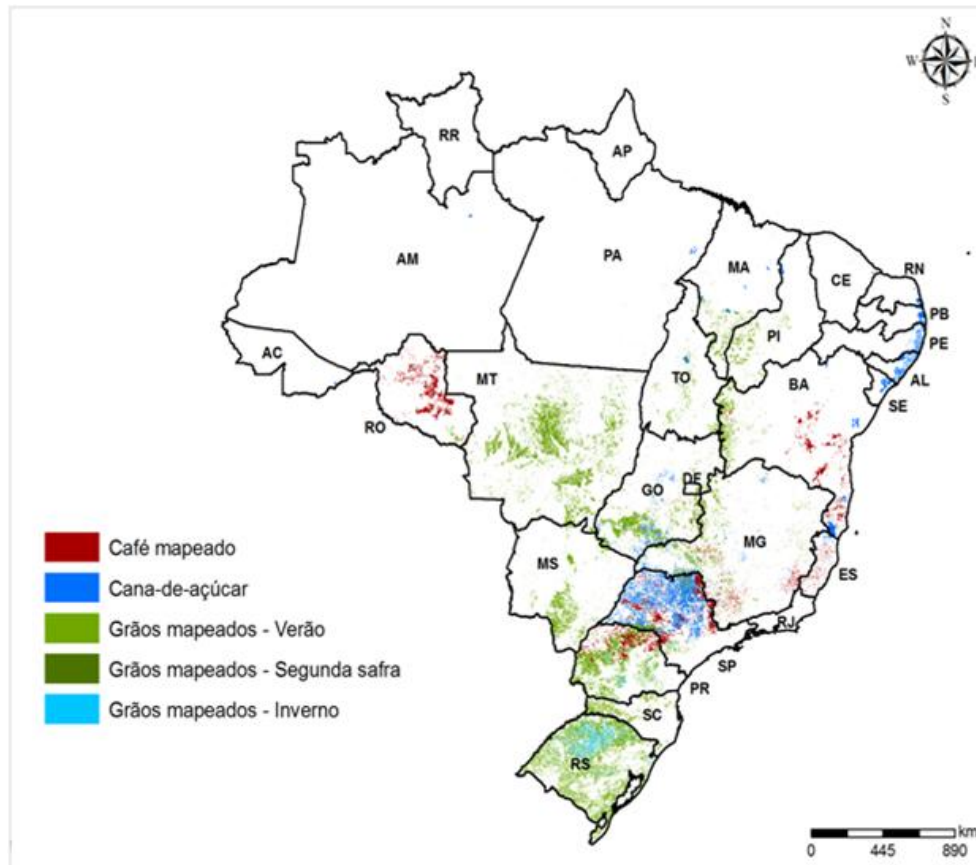 N
W
S
RR
AP
AM
PA
MA
CE
RN
PB
PE
AL
SE
PI
AC
TO
BA
MT
RO
GO
DF
MG
MS
ES
RJ
SP
PR
SC
RS
Café mapeado
Cana-de-açúcar
Grãos mapeados - Verão
Grãos mapeados - Segunda safra
Grãos mapeados - Inverno
km
0 445 890